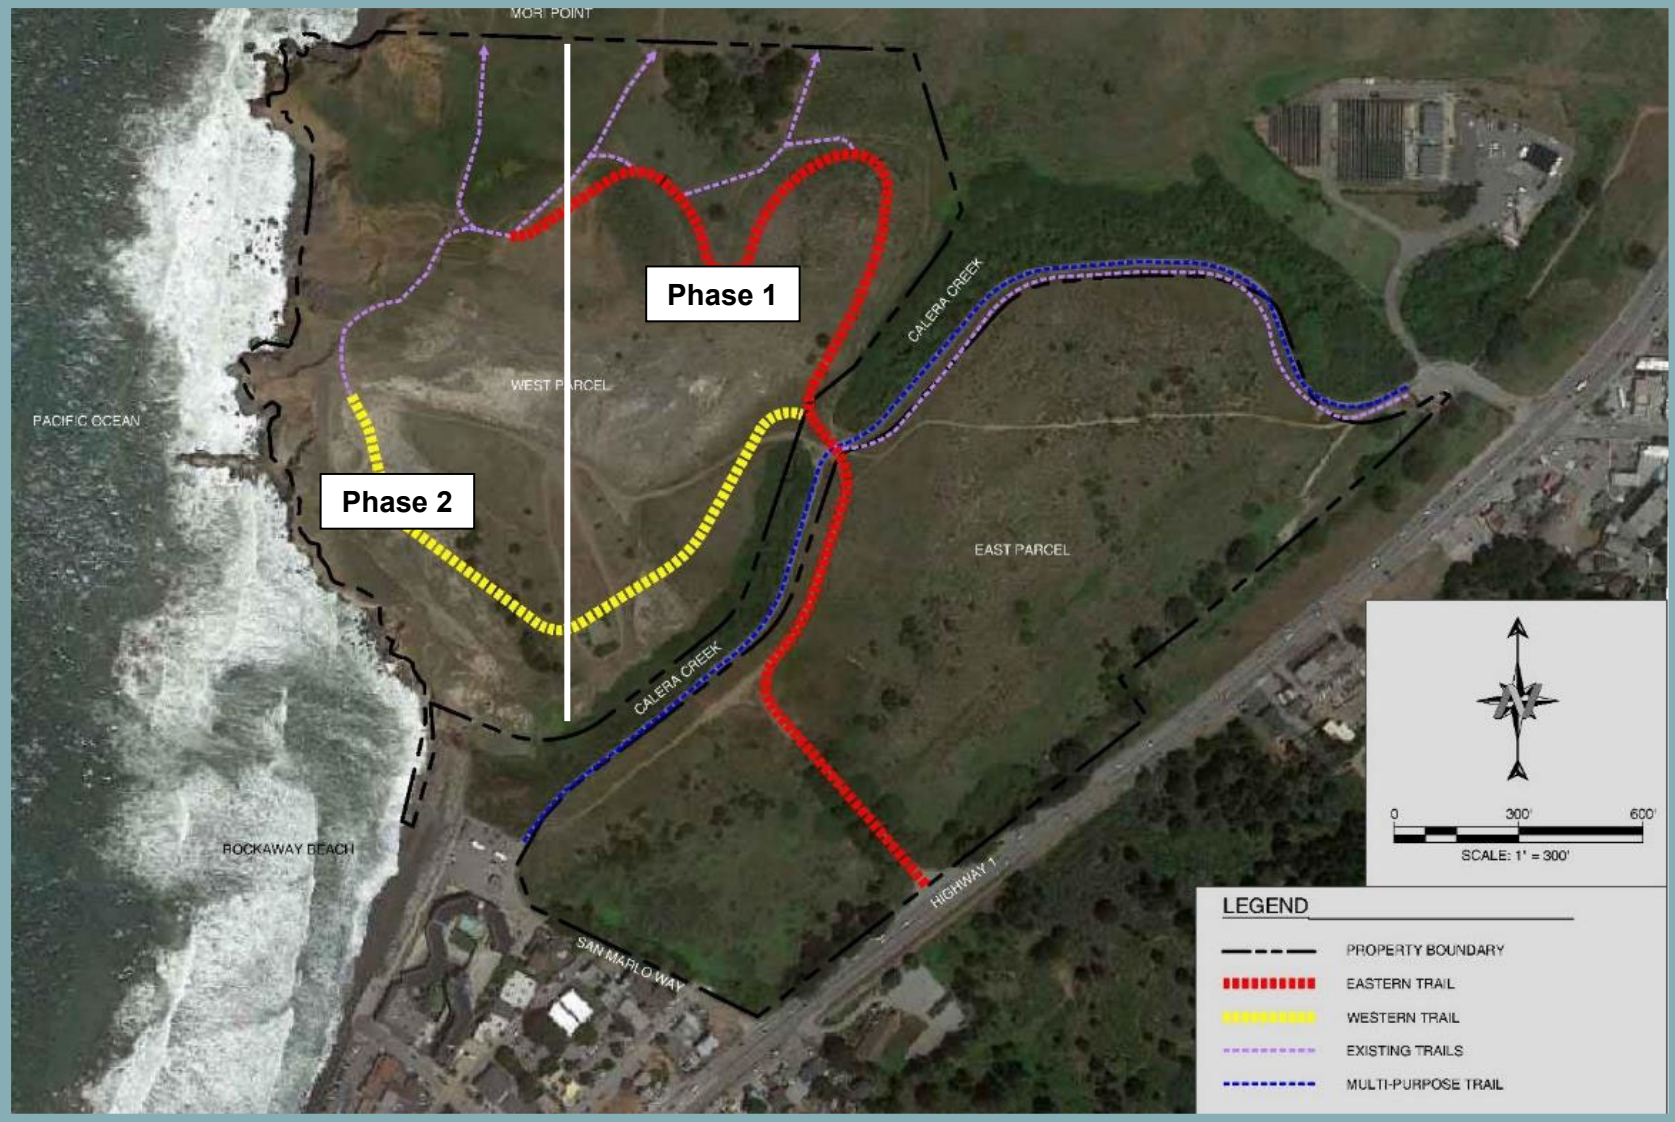 MORI POINT
CALERA CREEK
Phase 1
WEST PARCEL
PACIFIC OCEAN
Phase 2
EAST PARCEL
CALERA CREEK
ROCKAWAY BEACH
HIGHWAY 1
SAN MARLO WAY
N
0 300' 600'
SCALE: 1" = 300'
LEGEND
PROPERTY BOUNDARY
EASTERN TRAIL
WESTERN TRAIL
EXISTING TRAILS
MULTI-PURPOSE TRAIL